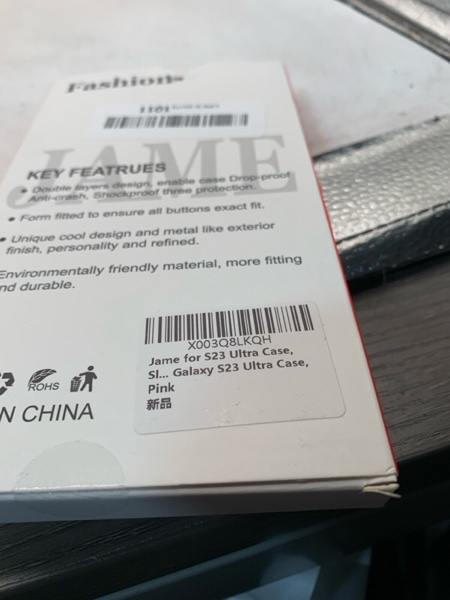 Fashion's
1101
JAME
KEY FEATRUES
• Double layers design, enable case Drop-proof
Anti-crash, Shockproof three protection.
• Form fitted to ensure all buttons exact fit.
• Unique cool design and metal like exterior
finish, personality and refined.
Environmentally friendly material, more fitting
nd durable.
X003Q8LKQH
Jame for S23 Ultra Case,
Sl... Galaxy S23 Ultra Case,
Pink
新品
ROHS
N CHINA